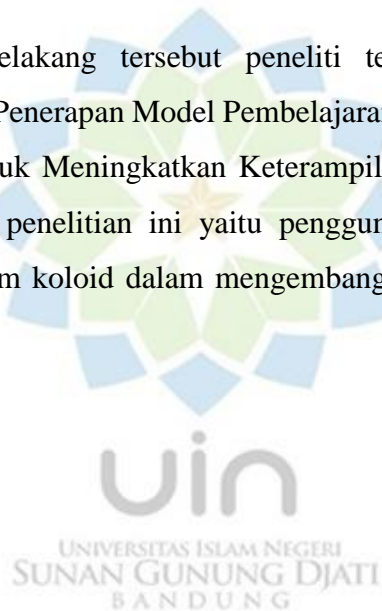 elakang tersebut peneliti te
Penerapan Model Pembelajaran
uk Meningkatkan Keterampil
penelitian ini yaitu penggun
m koloid dalam mengembang
uin
UNIVERSITAS ISLAM NEGERI
SUNAN GUNUNG DJATI
BANDUNG